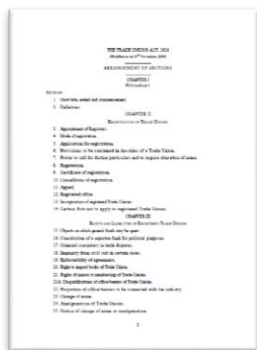 THE TRADE UNIONS ACT, 1926
ARRANGEMENT OF SECTIONS
CHAPTER I
PRELIMINARY
SECTIONS
1. Short title, extent and commencement.
2. Definitions.
CHAPTER II
REGISTRATION OF TRADE UNIONS
3. Appointment of Registrars.
4. Mode of registration.
5. Application for registration.
6. Provisions to be contained in the rules of a Trade Union.
7. Power to call for further particulars and to require alteration of name.
8. Registration.
9. Certificate of registration.
10. Cancellation of registration.
11. Appeal.
12. Registered office.
13. Incorporation of registered Trade Unions.
14. Certain Acts not to apply to registered Trade Unions.
CHAPTER III
RIGHTS AND LIABILITIES OF REGISTERED TRADE UNIONS
15. Objects on which general funds may be spent.
16. Constitution of a separate fund for political purposes.
17. Criminal conspiracy in trade disputes.
18. Immunity from civil suit in certain cases.
19. Enforceability of agreements.
20. Right to inspect books of Trade Union.
21. Rights of minors to membership of Trade Unions.
21A. Disqualifications of office-bearers of Trade Unions.
22. Proportion of office-bearers to be connected with the industry.
23. Change of name.
24. Amalgamation of Trade Unions.
25. Notice of change of name or amalgamation.